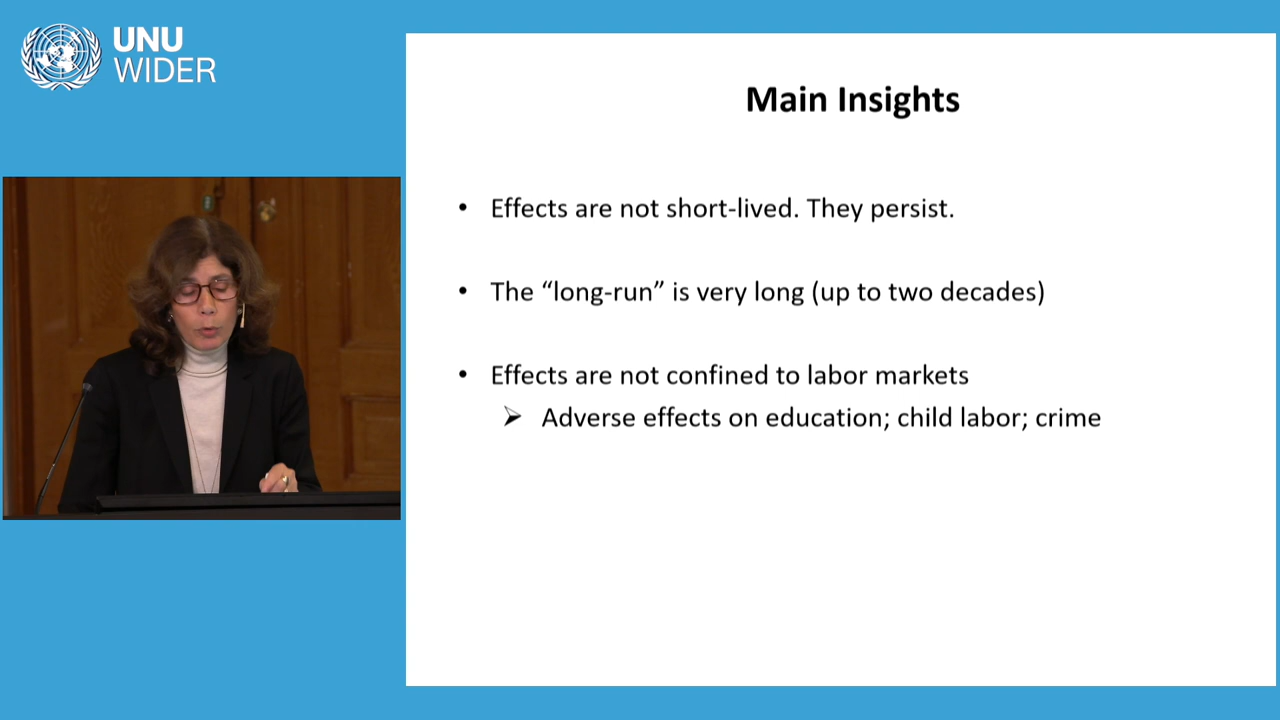 UNU
WIDER
Main Insights
• Effects are not short-lived. They persist.
• The “long-run” is very long (up to two decades)
• Effects are not confined to labor markets
➢ Adverse effects on education; child labor; crime